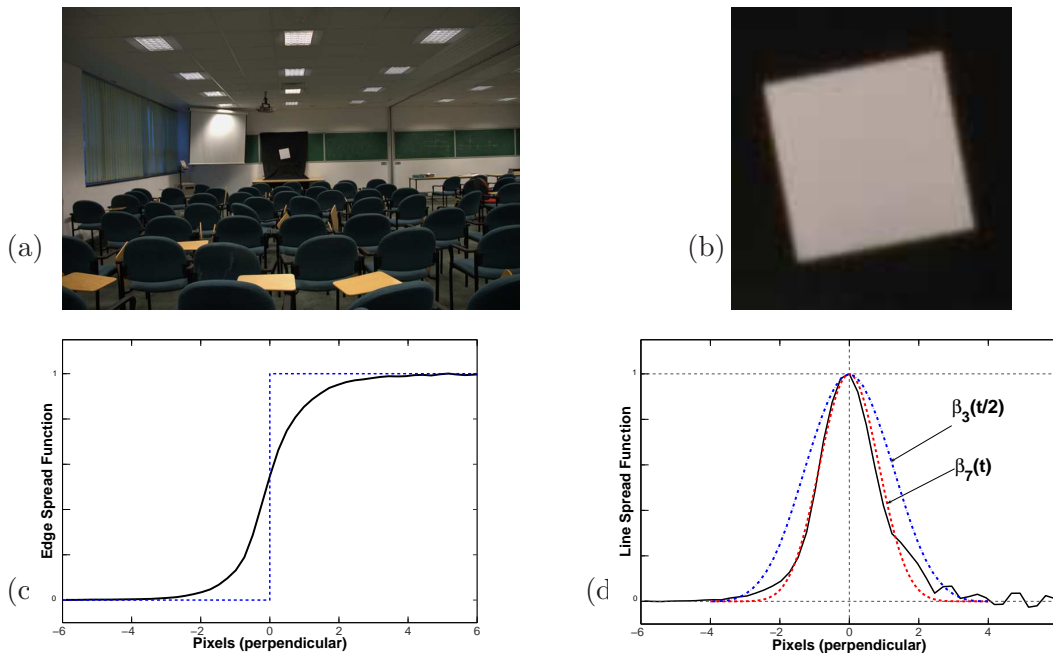 (a)
(b)
Edge Spread Function
1
0
-6 -4 -2 0 2 4 6
Pixels (perpendicular)
(c
Line Spread Function
1
0
β3(t/2)
β7(t)
-6 -4 -2 0 2 4
Pixels (perpendicular)
(d